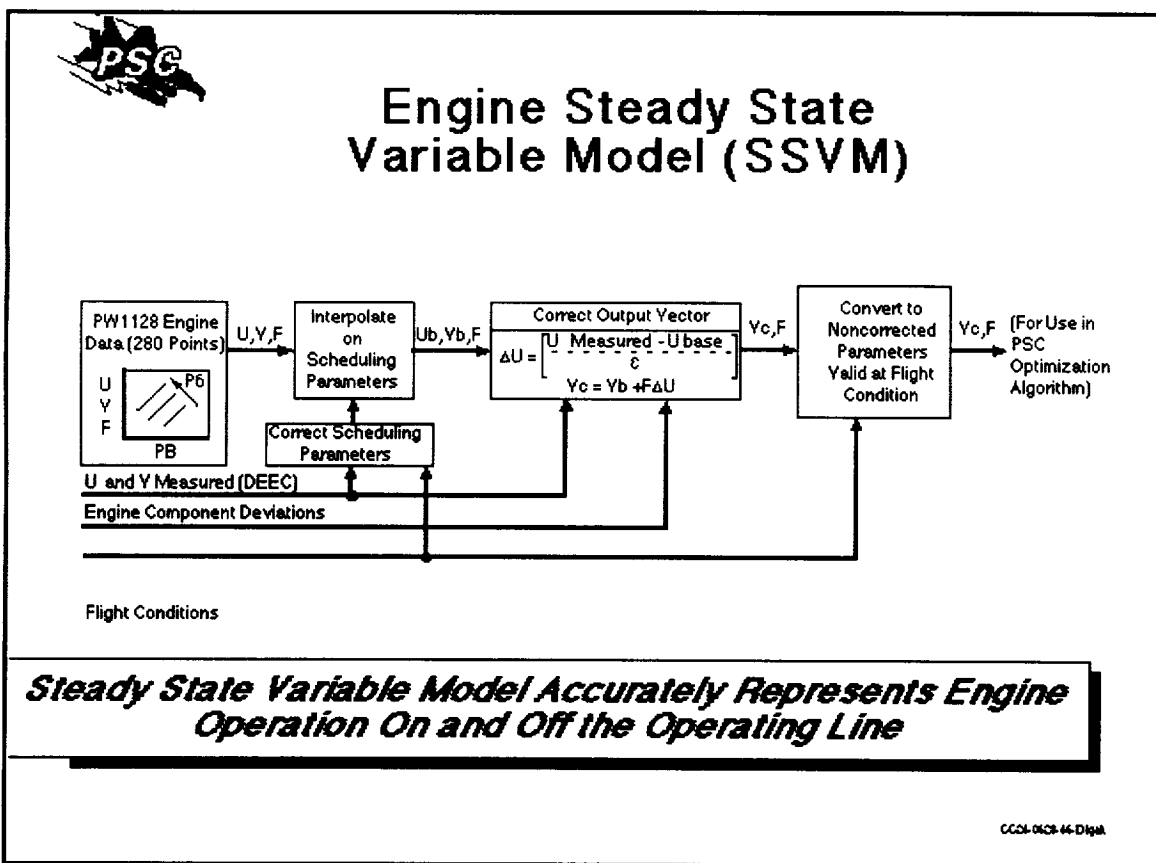 PSC
Engine Steady State
Variable Model (SSVM)
PW1128 Engine
Data (280 Points)
U
Y
F
P6
PB
U,Y,F
Interpolate
on
Scheduling
Parameters
Correct Scheduling
Parameters
Ub,Yb,F
Correct Output Vector
ΔU = [U Measured - U base
ε]
Yc = Yb + FΔU
Yc,F
Convert to
Noncorrected
Parameters
Valid at Flight
Condition
Yc,F
(For Use in
PSC
Optimization
Algorithm)
U and Y Measured (DEEC)
Engine Component Deviations
Flight Conditions
Steady State Variable Model Accurately Represents Engine
Operation On and Off the Operating Line